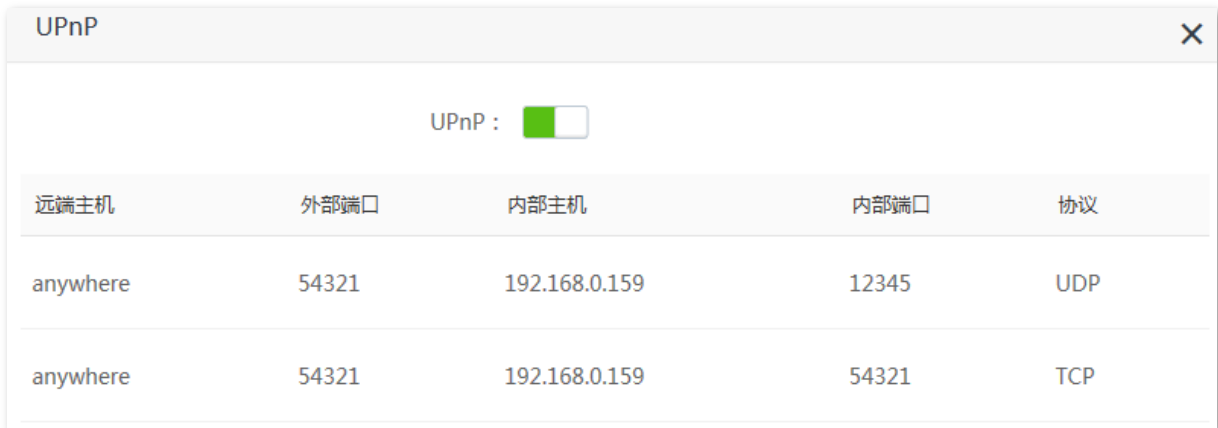 UPnP
UPnP：
远端主机 外部端口 内部主机 内部端口 协议
anywhere 54321 192.168.0.159 12345 UDP
anywhere 54321 192.168.0.159 54321 TCP